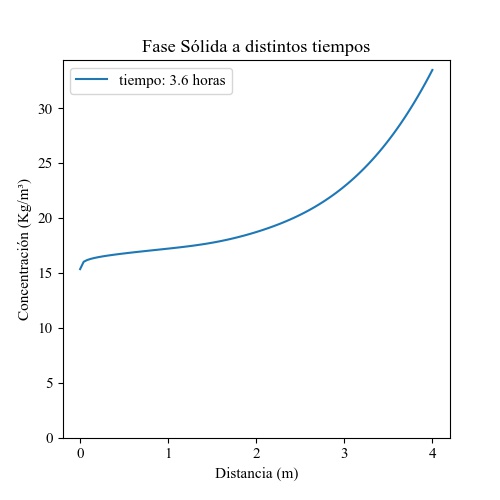 Fase Sólida a distintos tiempos
tiempo: 3.6 horas
Concentración (Kg/m³)
30
25
20
15
10
5
0
0 1 2 3 4
Distancia (m)